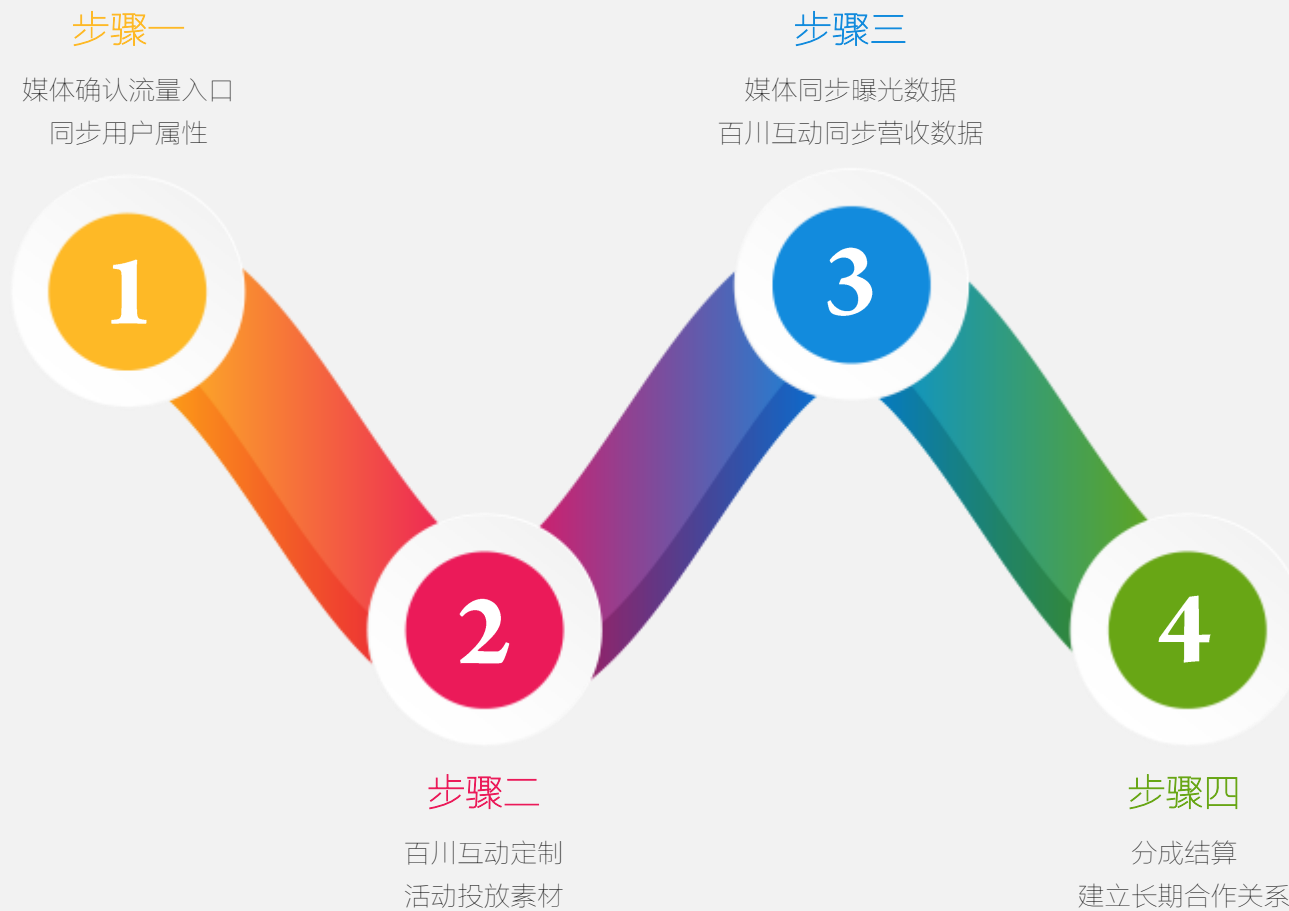 步骤一
媒体确认流量入口
同步用户属性
1
2
步骤二
百川互动定制
活动投放素材
步骤三
媒体同步曝光数据
百川互动同步营收数据
3
4
步骤四
分成结算
建立长期合作关系